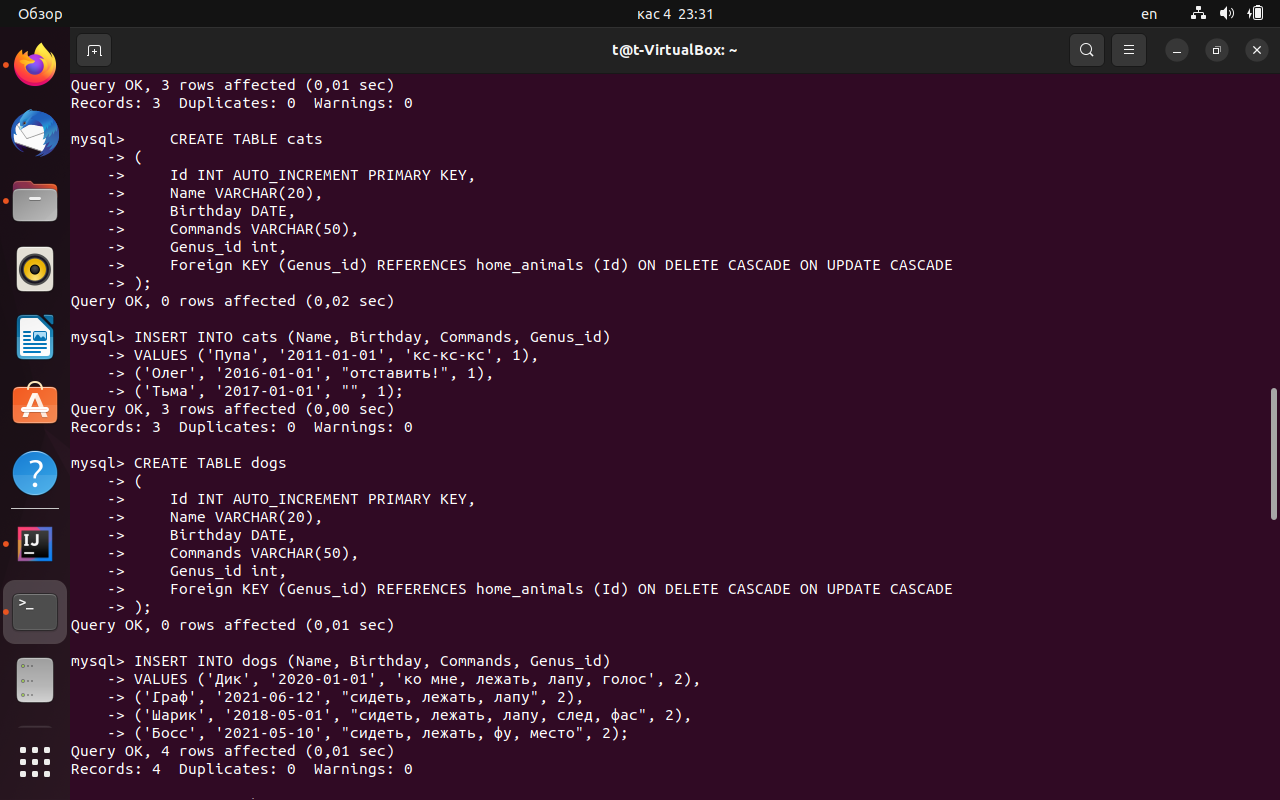 Обзор
кас 4 23:31
en
t@t-VirtualBox: ~
Query OK, 3 rows affected (0,01 sec)
Records: 3  Duplicates: 0  Warnings: 0
mysql>     CREATE TABLE cats
    -> (
    ->     Id INT AUTO_INCREMENT PRIMARY KEY,
    ->     Name VARCHAR(20),
    ->     Birthday DATE,
    ->     Commands VARCHAR(50),
    ->     Genus_id int,
    ->     Foreign KEY (Genus_id) REFERENCES home_animals (Id) ON DELETE CASCADE ON UPDATE CASCADE
    -> );
Query OK, 0 rows affected (0,02 sec)
mysql> INSERT INTO cats (Name, Birthday, Commands, Genus_id)
    -> VALUES ('Пупа', '2011-01-01', 'кс-кс-кс', 1),
    -> ('Олег', '2016-01-01', "отставить!", 1),
    -> ('Тьма', '2017-01-01', "", 1);
Query OK, 3 rows affected (0,00 sec)
Records: 3  Duplicates: 0  Warnings: 0
mysql> CREATE TABLE dogs
    -> (
    ->     Id INT AUTO_INCREMENT PRIMARY KEY,
    ->     Name VARCHAR(20),
    ->     Birthday DATE,
    ->     Commands VARCHAR(50),
    ->     Genus_id int,
    ->     Foreign KEY (Genus_id) REFERENCES home_animals (Id) ON DELETE CASCADE ON UPDATE CASCADE
    -> );
Query OK, 0 rows affected (0,01 sec)
mysql> INSERT INTO dogs (Name, Birthday, Commands, Genus_id)
    -> VALUES ('Дик', '2020-01-01', 'ко мне, лежать, лапу, голос', 2),
    -> ('Граф', '2021-06-12', "сидеть, лежать, лапу", 2),
    -> ('Шарик', '2018-05-01', "сидеть, лежать, лапу, след, фас", 2),
    -> ('Босс', '2021-05-10', "сидеть, лежать, фу, место", 2);
Query OK, 4 rows affected (0,01 sec)
Records: 4  Duplicates: 0  Warnings: 0
IJ
>_